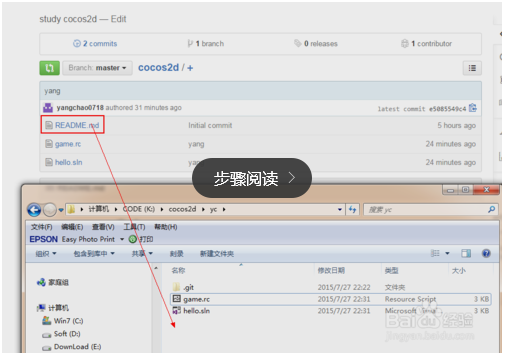 study cocos2d — Edit
2 commits 1 branch 0 releases 1 contributor
Branch: master cocos2d / +
yang
yangchao0718 authored 31 minutes ago latest commit e5085549c4
README.md Initial commit 5 hours ago
game.rc yang 24 minutes ago
hello.sln yang 24 minutes ago
步骤阅读
计算机 CODE (K:) cocos2d yc 搜索 yc
文件(F) 编辑(E) 查看(V) 工具(T) 帮助(H)
EPSON Easy Photo Print 打印
组织 包含到库中 共享 刻录 新建文件夹
名称 修改日期 类型 大小
家庭组 .git 2015/7/27 22:22 文件夹
game.rc 2015/7/27 22:31 Resource Script 3 KB
计算机 hello.sln 2015/7/27 22:31 Microsoft 3 KB
Win7 (C:)
Soft (D:)
DownLoad (E:)
Baidu 经验
jingyan.baidu.com